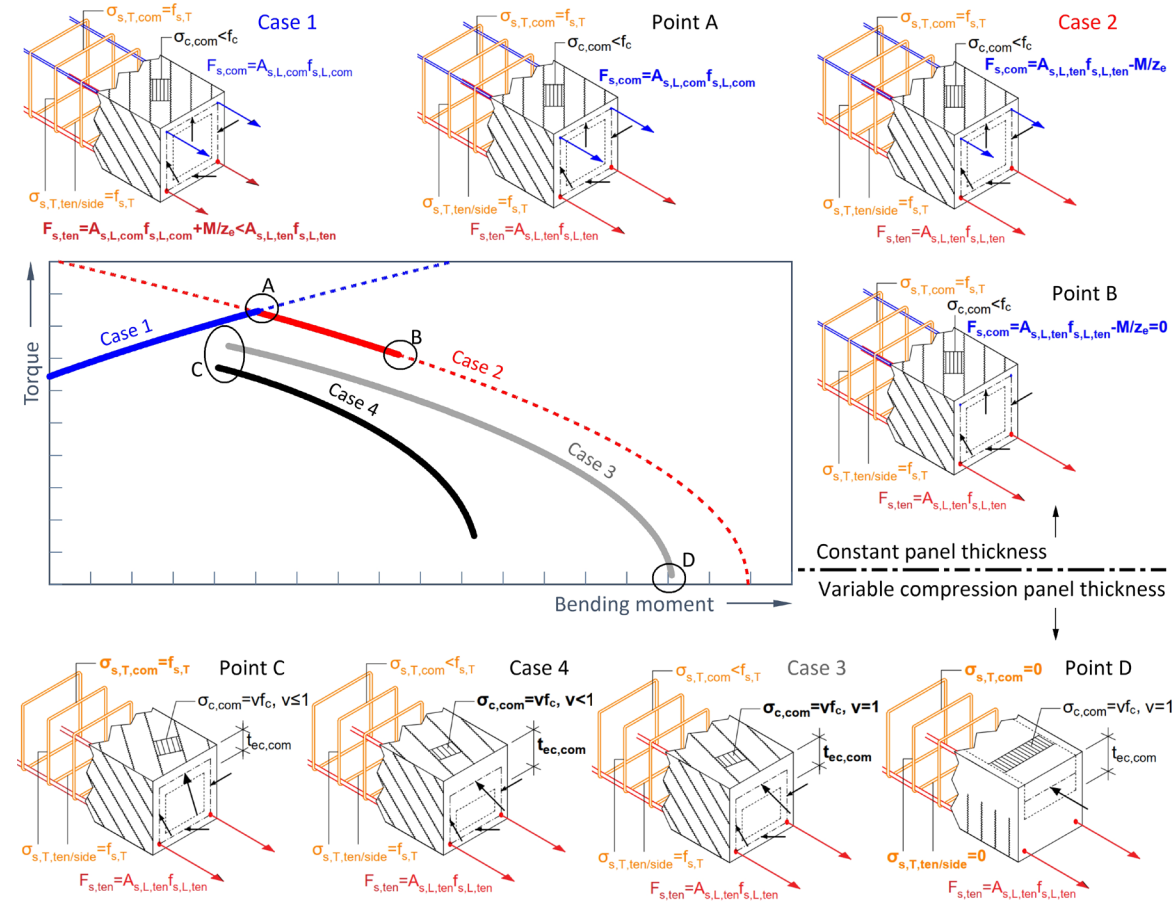 σs,T,com=fs,T
Case 1
σc,com<fc
Fs,com=As,L,comfs,L,com
σs,T,ten/side=fs,T
Fs,ten=As,L,comfs,L,com+M/ze<As,L,tenfs,L,ten
σs,T,com=fs,T
Point A
σc,com<fc
Fs,com=As,L,comfs,L,com
σs,T,ten/side=fs,T
Fs,ten=As,L,tenfs,L,ten
σs,T,com=fs,T
Case 2
σc,com<fc
Fs,com=As,L,tenfs,L,ten-M/ze
σs,T,ten/side=fs,T
Fs,ten=As,L,tenfs,L,ten
Torque
Case 1
A
B
C
Case 2
Case 4
Case 3
D
Bending moment
σs,T,com=fs,T
Point B
σc,com<fc
Fs,com=As,L,tenfs,L,ten-M/ze=0
σs,T,ten/side=fs,T
Fs,ten=As,L,tenfs,L,ten
Constant panel thickness
Variable compression panel thickness
σs,T,com=fs,T
Point C
σc,com=vfc, v≤1
tec,com
σs,T,ten/side=fs,T
Fs,ten=As,L,tenfs,L,ten
σs,T,com<fs,T
Case 4
σc,com=vfc, v<1
tec,com
σs,T,ten/side=fs,T
Fs,ten=As,L,tenfs,L,ten
σs,T,com<fs,T
Case 3
σc,com=vfc, v=1
tec,com
σs,T,ten/side=fs,T
Fs,ten=As,L,tenfs,L,ten
σs,T,com=0
Point D
σc,com=vfc, v=1
tec,com
σs,T,ten/side=0
Fs,ten=As,L,tenfs,L,ten